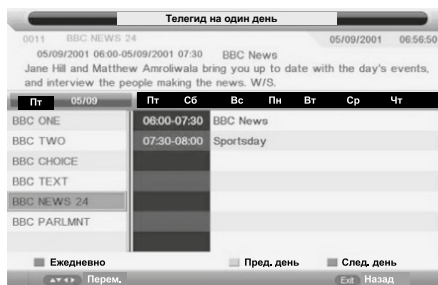 Телегид на один день
0011 BBC NEWS 24 05/09/2001 06:56:50
05/09/2001 06:00-05/09/2001 07:30 BBC News
Jane Hill and Matthew Amroliwala bring you up to date with the day's events,
and interview the people making the news. W/S.
Пт 05/09 Пт Сб Вс Пн Вт Ср Чт
BBC ONE 06:00-07:30 BBC News
BBC TWO 07:30-08:00 Sportsday
BBC CHOICE
BBC TEXT
BBC NEWS 24
BBC PARLMNT
Ежедневно Пред. день След. день
Перем. Exit Назад